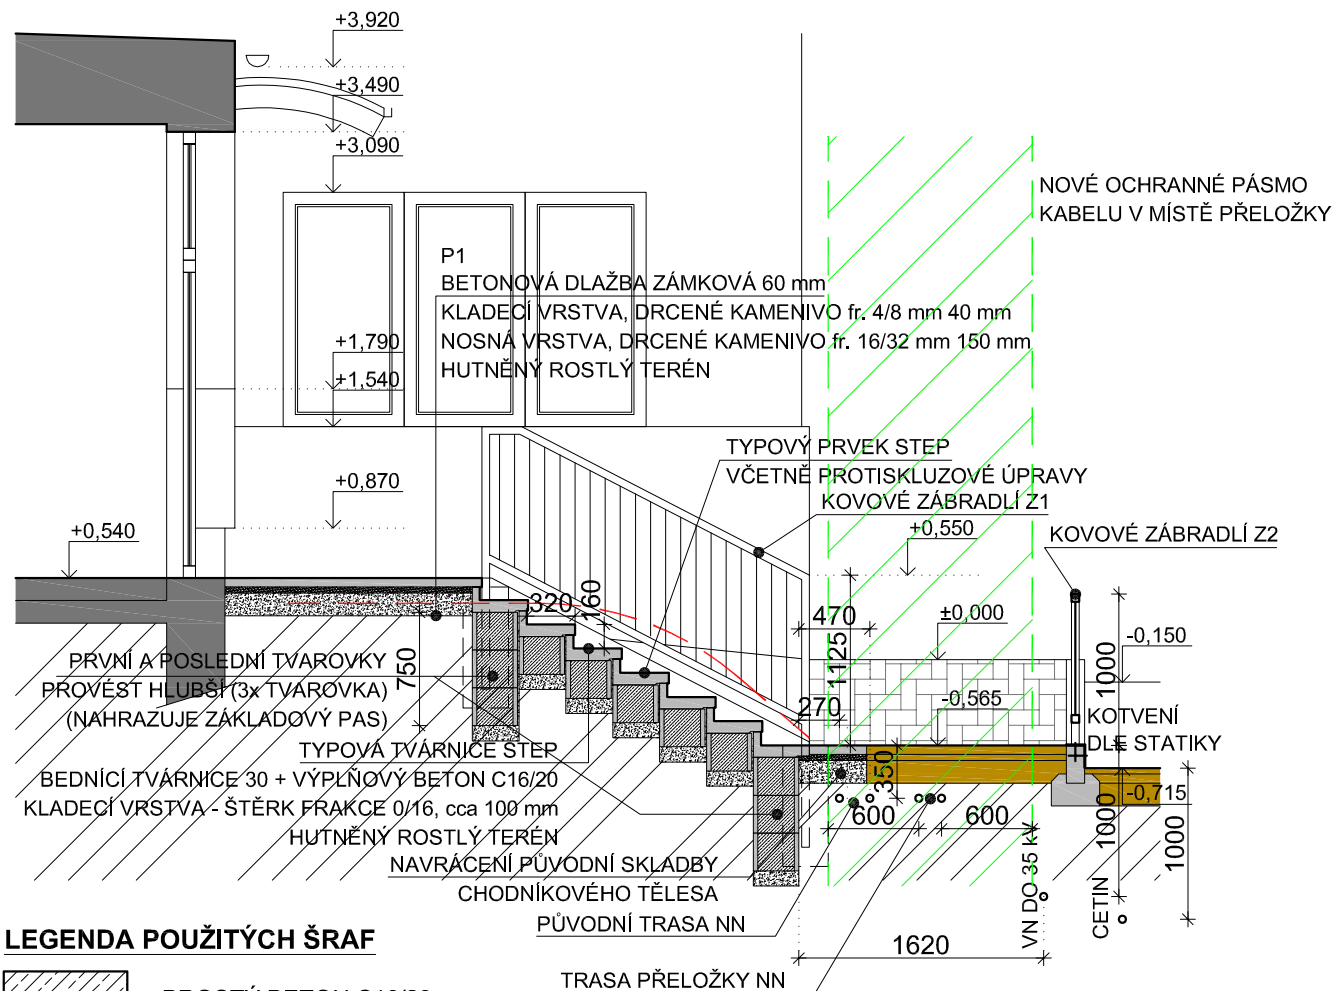 +3,920
+3,490
+3,090
NOVÉ OCHRANNÉ PÁSMO
KABELU V MÍSTĚ PŘELOŽKY
P1
BETONOVÁ DLAŽBA ZÁMKOVÁ 60 mm
KLADECÍ VRSTVA, DRCENÉ KAMENIVO fr. 4/8 mm 40 mm
NOSNÁ VRSTVA, DRCENÉ KAMENIVO fr. 16/32 mm 150 mm
HUTNĚNÝ ROSTLÝ TERÉN
+1,790
+1,540
TYPOVÝ PRVEK STEP
VČETNĚ PROTISKLUZOVÉ ÚPRAVY
KOVOVÉ ZÁBRADLÍ Z1
+0,870
+0,540
+0,550
KOVOVÉ ZÁBRADLÍ Z2
320
160
470
±0,000
-0,150
1125
1000
750
270
-0,565
PRVNÍ A POSLEDNÍ TVAROVKY
PROVÉST HLUBŠÍ (3x TVAROVKA)
(NAHRAZUJE ZÁKLADOVÝ PAS)
KOTVENÍ
DLE STATIKY
TYPOVÁ TVÁRNICE STEP
BEDNÍCÍ TVÁRNICE 30 + VÝPLŇOVÝ BETON C16/20
KLADECÍ VRSTVA - ŠTĚRK FRAKCE 0/16, cca 100 mm
HUTNĚNÝ ROSTLÝ TERÉN
350
-0,715
600
600
1000
1000
NAVRÁCENÍ PŮVODNÍ SKLADBY
CHODNÍKOVÉHO TĚLESA
PŮVODNÍ TRASA NN
VN DO 35 kV
CETIN
1620
TRASA PŘELOŽKY NN
LEGENDA POUŽITÝCH ŠRAF